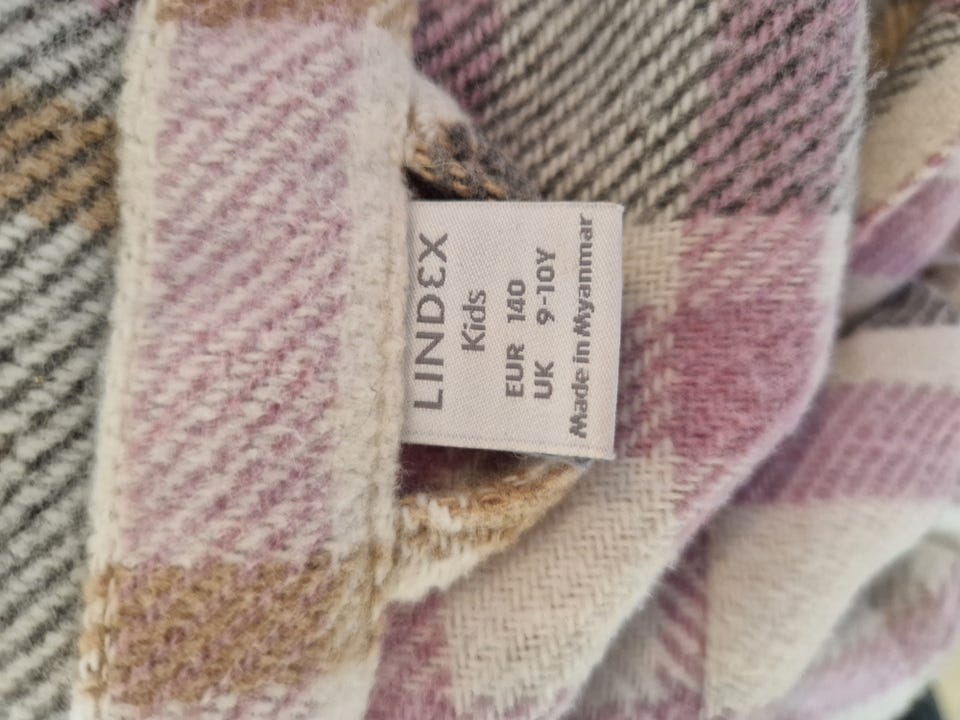 LINDEX
Kids
EUR 140
UK 9-10Y
Made in Myanmar